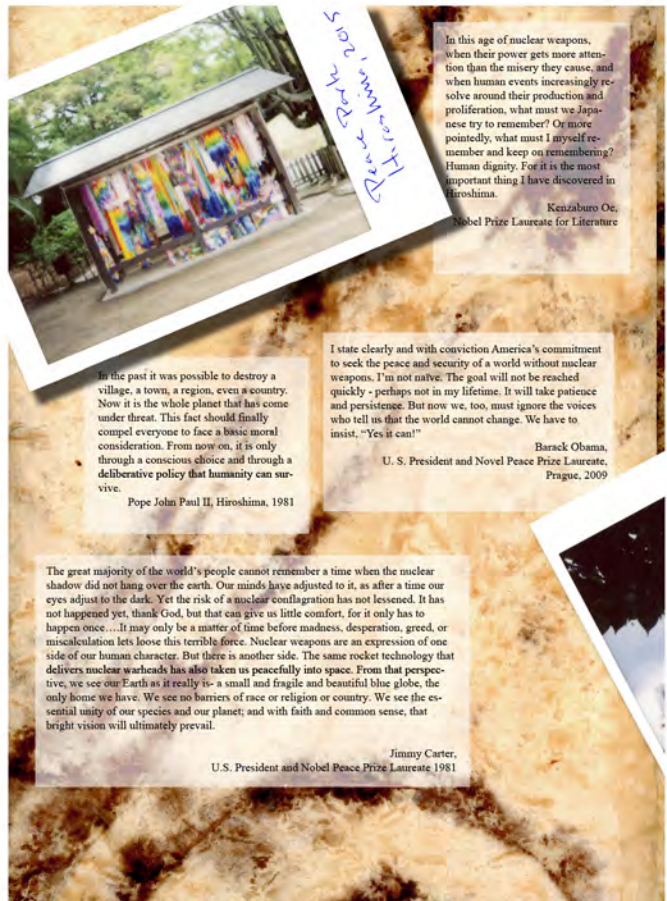 Peace Park
Hiroshima, 2015
In this age of nuclear weapons,
when their power gets more atten-
tion than the misery they cause, and
when human events increasingly re-
solve around their production and
proliferation, what must we Japa-
nese try to remember? Or more
pointedly, what must I myself re-
member and keep on remembering?
Human dignity. For it is the most
important thing I have discovered in
Hiroshima.
Kenzaburo Oe,
Nobel Prize Laureate for Literature
I state clearly and with conviction America's commitment
to seek the peace and security of a world without nuclear
weapons. I'm not naïve. The goal will not be reached
quickly - perhaps not in my lifetime. It will take patience
and persistence. But now we, too, must ignore the voices
who tell us that the world cannot change. We have to
insist, "Yes it can!"
Barack Obama,
U. S. President and Novel Peace Prize Laureate,
Prague, 2009
In the past it was possible to destroy a
village, a town, a region, even a country.
Now it is the whole planet that has come
under threat. This fact should finally
compel everyone to face a basic moral
consideration. From now on, it is only
through a conscious choice and through a
deliberative policy that humanity can sur-
vive.
Pope John Paul II, Hiroshima, 1981
The great majority of the world's people cannot remember a time when the nuclear
shadow did not hang over the earth. Our minds have adjusted to it, as after a time our
eyes adjust to the dark. Yet the risk of a nuclear conflagration has not lessened. It has
not happened yet, thank God, but that can give us little comfort, for it only has to
happen once….It may only be a matter of time before madness, desperation, greed, or
miscalculation lets loose this terrible force. Nuclear weapons are an expression of one
side of our human character. But there is another side. The same rocket technology that
delivers nuclear warheads has also taken us peacefully into space. From that perspec-
tive, we see our Earth as it really is- a small and fragile and beautiful blue globe, the
only home we have. We see no barriers of race or religion or country. We see the es-
sential unity of our species and our planet; and with faith and common sense, that
bright vision will ultimately prevail.
Jimmy Carter,
U.S. President and Nobel Peace Prize Laureate 1981